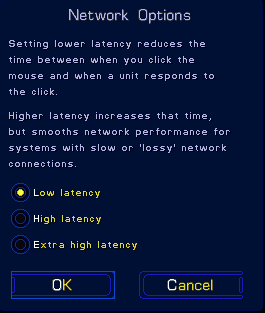 Network Options
Setting lower latency reduces the
time between when you click the
mouse and when a unit responds to
the click.
Higher latency increases that time,
but smooths network performance for
systems with slow or 'lossy' network
connections.
Low latency
High latency
Extra high latency
OK
Cancel